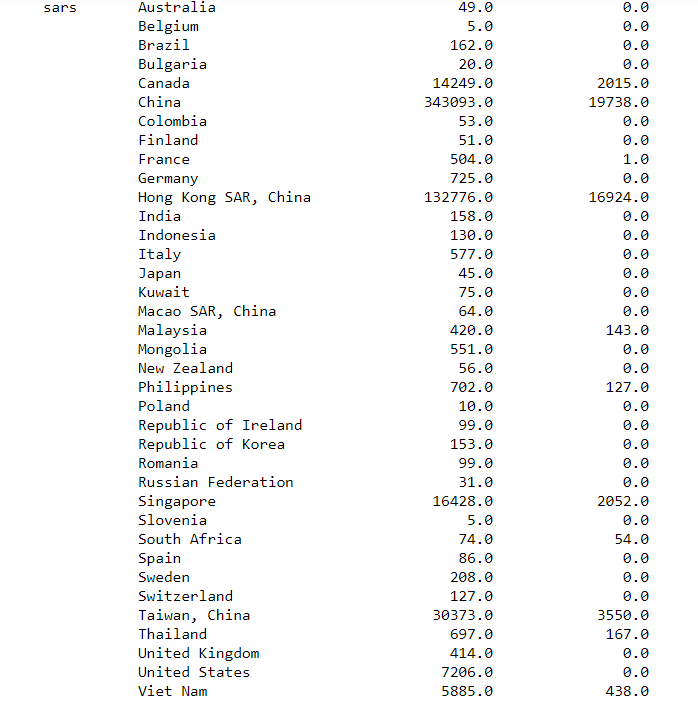 sars Australia 49.0 0.0
Belgium 5.0 0.0
Brazil 162.0 0.0
Bulgaria 20.0 0.0
Canada 14249.0 2015.0
China 343093.0 19738.0
Colombia 53.0 0.0
Finland 51.0 0.0
France 504.0 1.0
Germany 725.0 0.0
Hong Kong SAR, China 132776.0 16924.0
India 158.0 0.0
Indonesia 130.0 0.0
Italy 577.0 0.0
Japan 45.0 0.0
Kuwait 75.0 0.0
Macao SAR, China 64.0 0.0
Malaysia 420.0 143.0
Mongolia 551.0 0.0
New Zealand 56.0 0.0
Philippines 702.0 127.0
Poland 10.0 0.0
Republic of Ireland 99.0 0.0
Republic of Korea 153.0 0.0
Romania 99.0 0.0
Russian Federation 31.0 0.0
Singapore 16428.0 2052.0
Slovenia 5.0 0.0
South Africa 74.0 54.0
Spain 86.0 0.0
Sweden 208.0 0.0
Switzerland 127.0 0.0
Taiwan, China 30373.0 3550.0
Thailand 697.0 167.0
United Kingdom 414.0 0.0
United States 7206.0 0.0
Viet Nam 5885.0 438.0